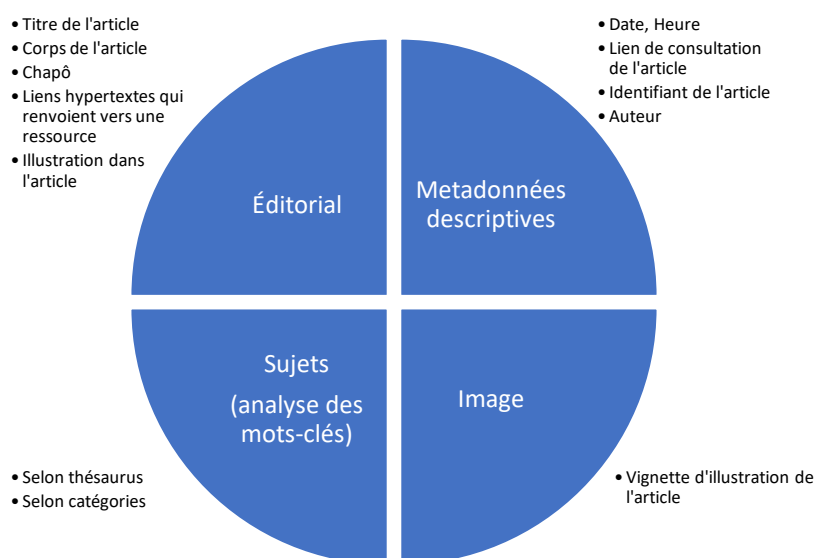 • Titre de l'article
• Corps de l'article
• Chapô
• Liens hypertextes qui
renvoient vers une
ressource
• Illustration dans
l'article
• Date, Heure
• Lien de consultation
de l'article
• Identifiant de l'article
• Auteur
Éditorial
Metadonnées
descriptives
Sujets
(analyse des
mots-clés)
Image
• Selon thésaurus
• Selon catégories
• Vignette d'illustration de
l'article